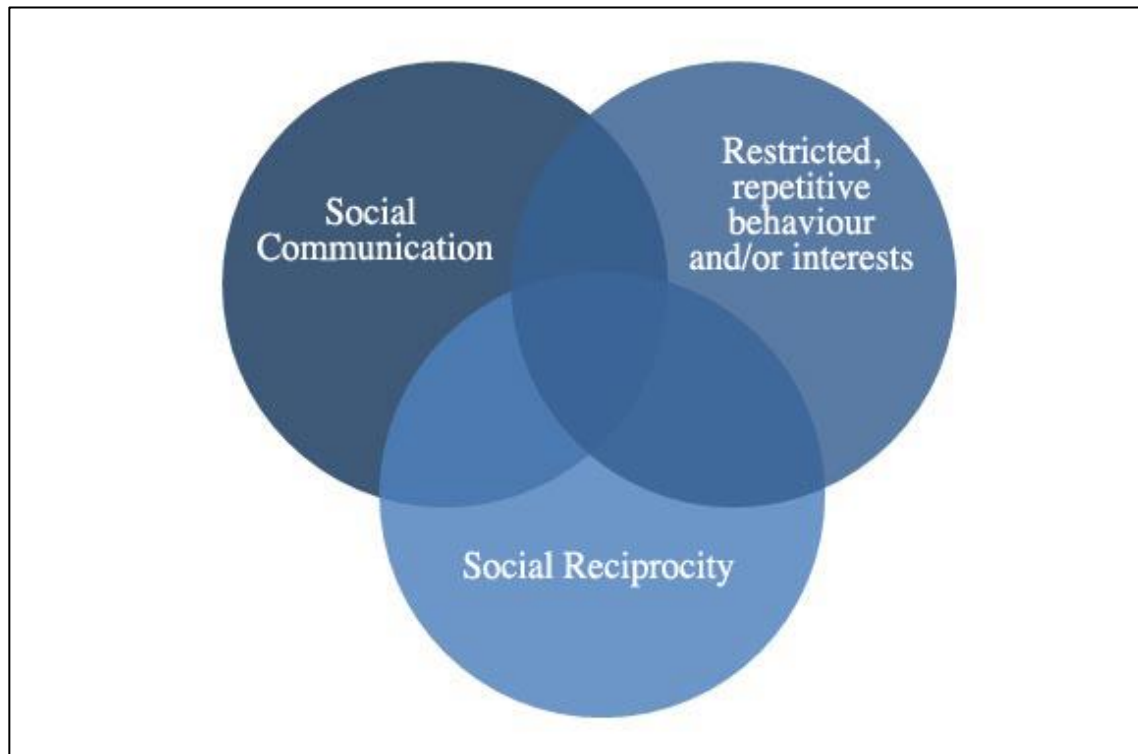 Social
Communication
Restricted,
repetitive
behaviour
and/or interests
Social Reciprocity